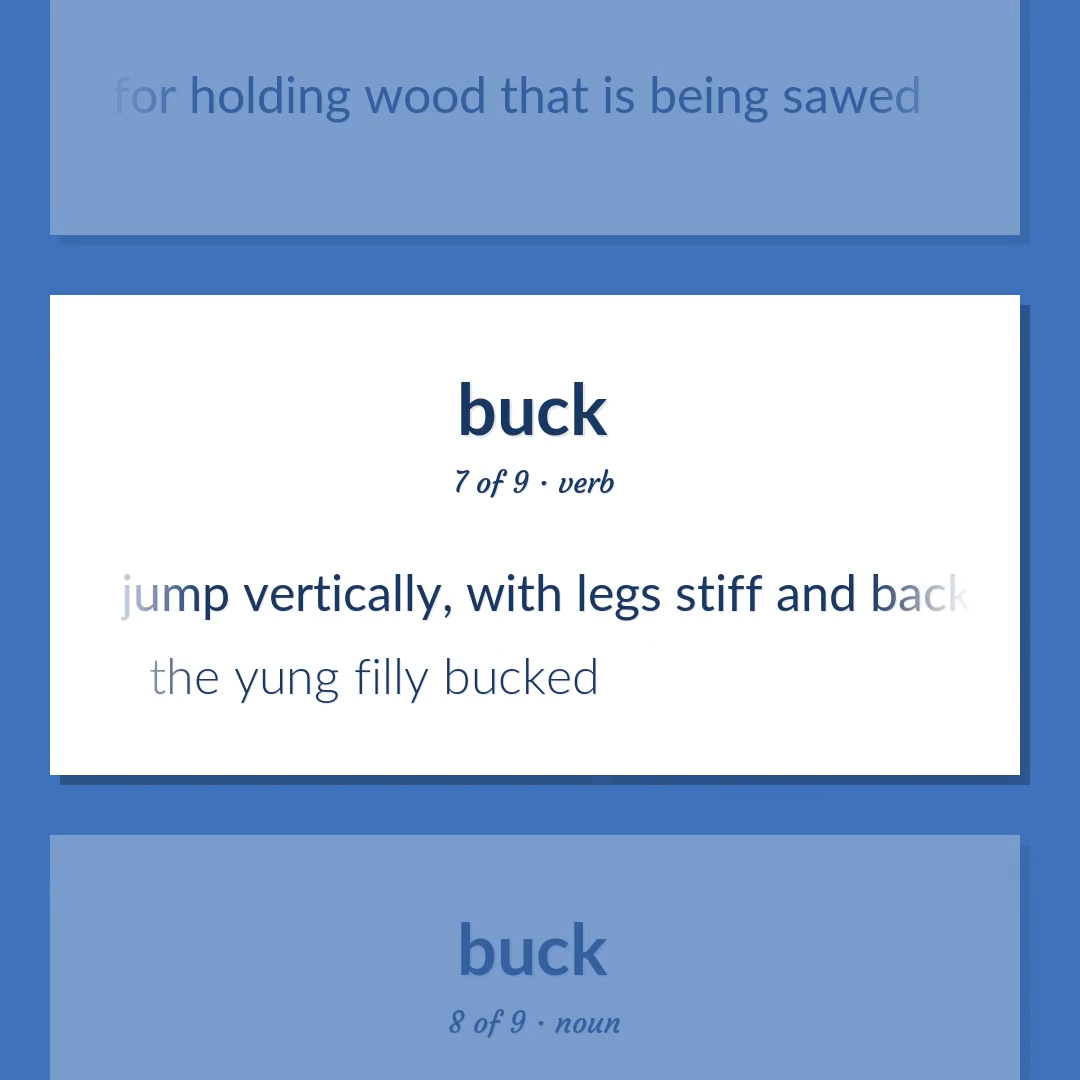 for holding wood that is being sawed
buck
7 of 9 · verb
jump vertically, with legs stiff and back
the yung filly bucked
buck
8 of 9 · noun